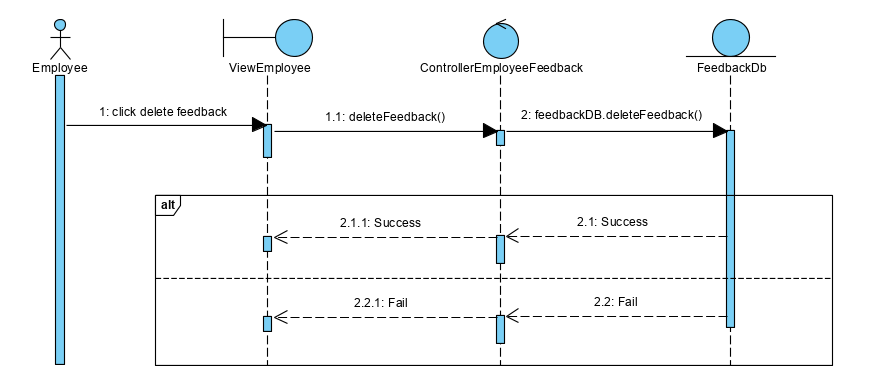 Employee
ViewEmployee
ControllerEmployeeFeedback
FeedbackDb
1: click delete feedback
1.1: deleteFeedback()
2: feedbackDB.deleteFeedback()
alt
2.1.1: Success
2.1: Success
2.2.1: Fail
2.2: Fail